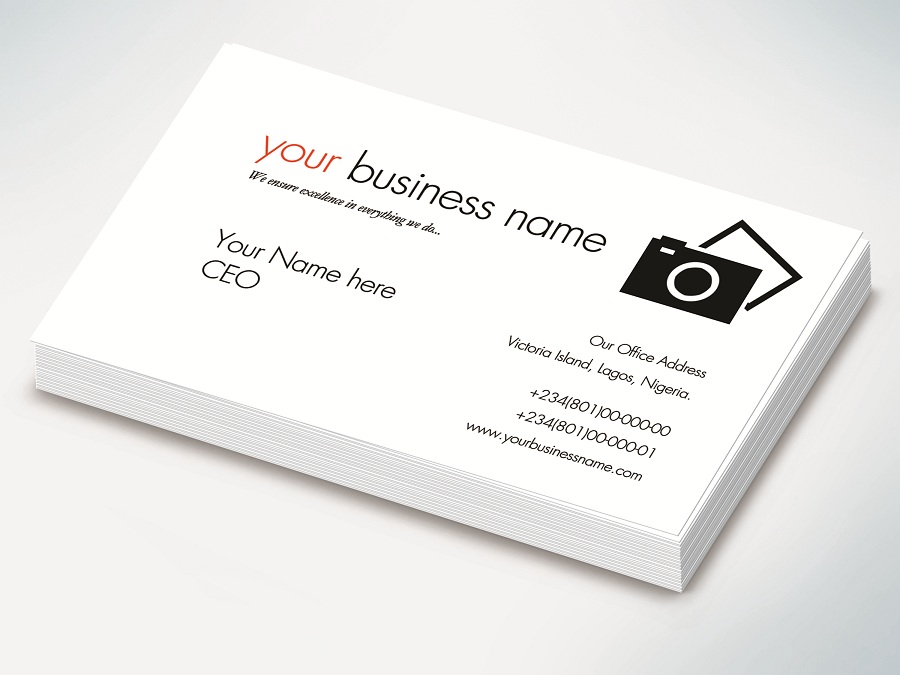 your business name
We ensure excellence in everything we do...
Your Name here
CEO
Our Office Address
Victoria Island, Lagos, Nigeria.
+234(801)00-000-00
+234(801)00-000-01
www.yourbusinessname.com